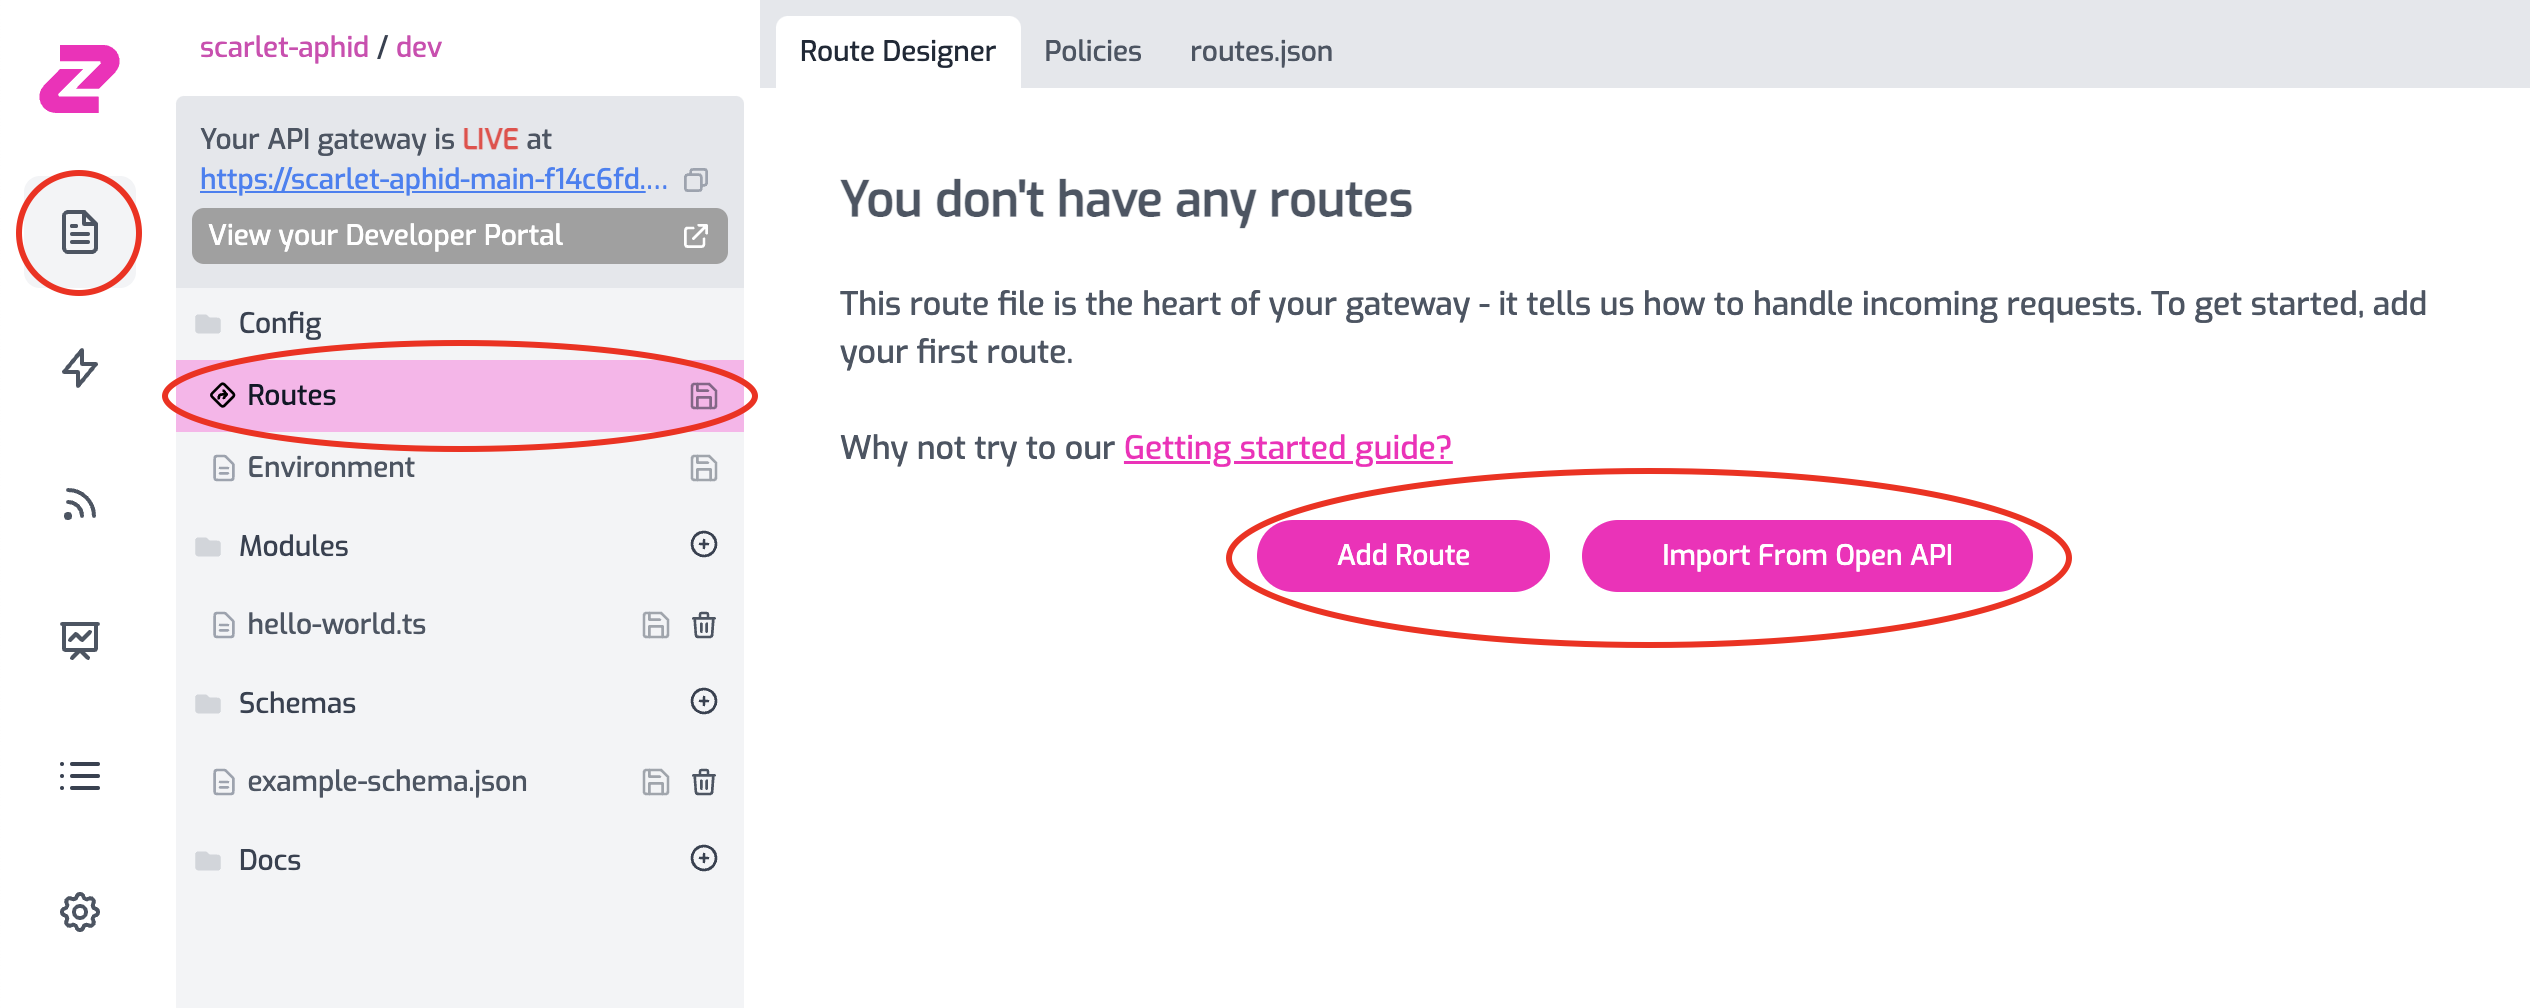 scarlet-aphid / dev
Your API gateway is LIVE at
https://scarlet-aphid-main-f14c6fd....
View your Developer Portal
Config
Routes
Environment
Modules
hello-world.ts
Schemas
example-schema.json
Docs
Route Designer
Policies
routes.json
You don't have any routes
This route file is the heart of your gateway - it tells us how to handle incoming requests. To get started, add
your first route.
Why not try to our Getting started guide?
Add Route
Import From Open API